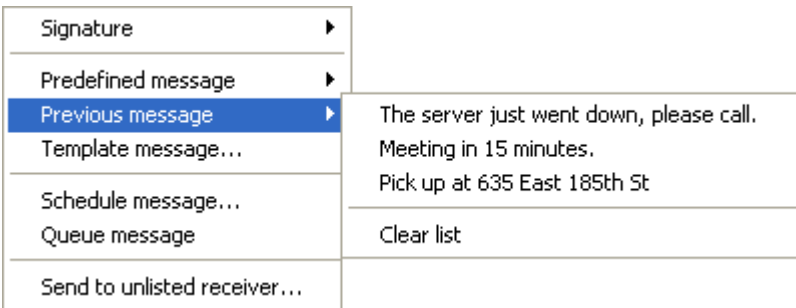 Signature
Predefined message
Previous message
Template message...
Schedule message...
Queue message
Send to unlisted receiver...
The server just went down, please call.
Meeting in 15 minutes.
Pick up at 635 East 185th St
Clear list